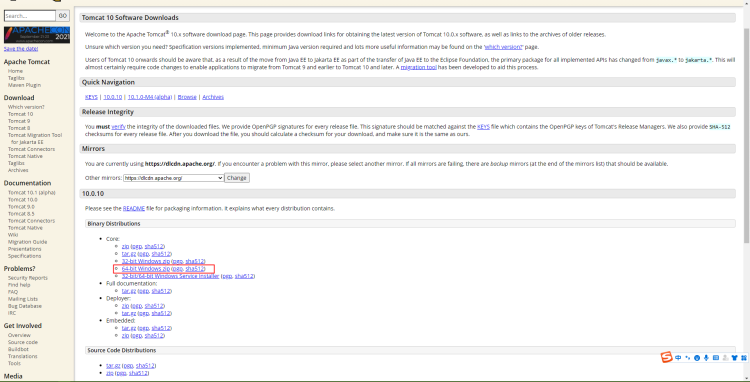 Search...
GO
APACHECON
September 21-23
2021
Save the date!
Apache Tomcat
Home
Taglibs
Maven Plugin
Download
Which version?
Tomcat 10
Tomcat 9
Tomcat 8
Tomcat Migration Tool
for Jakarta EE
Tomcat Connectors
Tomcat Native
Taglibs
Archives
Documentation
Tomcat 10.1 (alpha)
Tomcat 10.0
Tomcat 9.0
Tomcat 8.5
Tomcat Connectors
Tomcat Native
Wiki
Migration Guide
Presentations
Specifications
Problems?
Security Reports
Find help
FAQ
Mailing Lists
Bug Database
IRC
Get Involved
Overview
Source code
Buildbot
Translations
Tools
Media
Tomcat 10 Software Downloads
Welcome to the Apache Tomcat® 10.x software download page. This page provides download links for obtaining the latest version of Tomcat 10.0.x software, as well as links to the archives of older releases.
Unsure which version you need? Specification versions implemented, minimum Java version required and lots more useful information may be found on the 'which version?' page.
Users of Tomcat 10 onwards should be aware that, as a result of the move from Java EE to Jakarta EE as part of the transfer of Java EE to the Eclipse Foundation, the primary package for all implemented APIs has changed from javax.* to jakarta.*. This will
almost certainly require code changes to enable applications to migrate from Tomcat 9 and earlier to Tomcat 10 and later. A migration tool has been developed to aid this process.
Quick Navigation
KEYS | 10.0.10 | 10.1.0-M4 (alpha) | Browse | Archives
Release Integrity
You must verify the integrity of the downloaded files. We provide OpenPGP signatures for every release file. This signature should be matched against the KEYS file which contains the OpenPGP keys of Tomcat's Release Managers. We also provide SHA-512
checksums for every release file. After you download the file, you should calculate a checksum for your download, and make sure it is the same as ours.
Mirrors
You are currently using https://dlcdn.apache.org/. If you encounter a problem with this mirror, please select another mirror. If all mirrors are failing, there are backup mirrors (at the end of the mirrors list) that should be available.
Other mirrors: https://dlcdn.apache.org/ Change
10.0.10
Please see the README file for packaging information. It explains what every distribution contains.
Binary Distributions
Core:
zip (pgp, sha512)
tar.gz (pgp, sha512)
32-bit Windows zip (pgp, sha512)
64-bit Windows zip (pgp, sha512)
32-bit/64-bit Windows Service Installer (pgp, sha512)
Full documentation:
tar.gz (pgp, sha512)
Deployer:
zip (pgp, sha512)
tar.gz (pgp, sha512)
Embedded:
tar.gz (pgp, sha512)
zip (pgp, sha512)
Source Code Distributions
tar.gz (pgp, sha512)
zip (pgp, sha512)
中